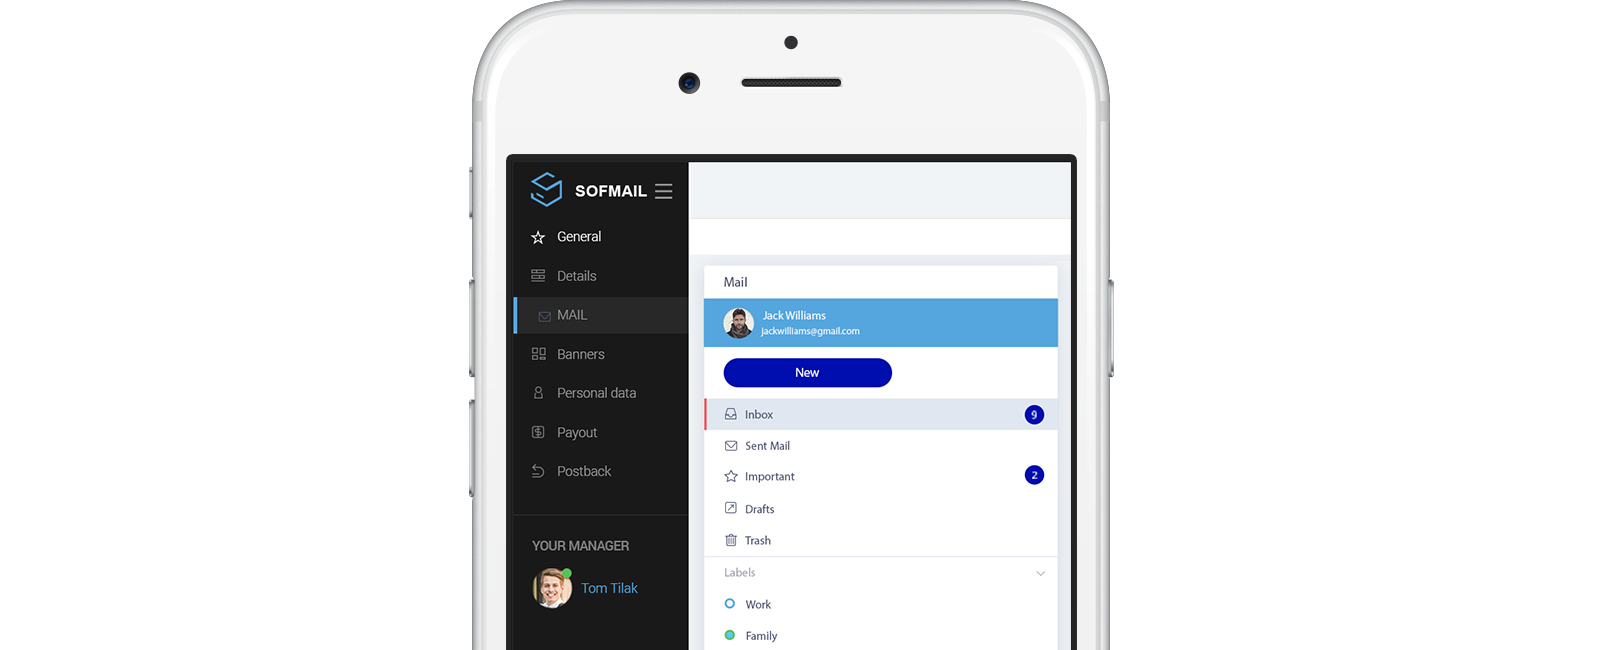 SOFMAIL
General
Details
MAIL
Banners
Personal data
Payout
Postback
YOUR MANAGER
Tom Tilak
Mail
Jack Williams
jackwilliams@gmail.com
New
Inbox 9
Sent Mail
Important 2
Drafts
Trash
Labels
Work
Family